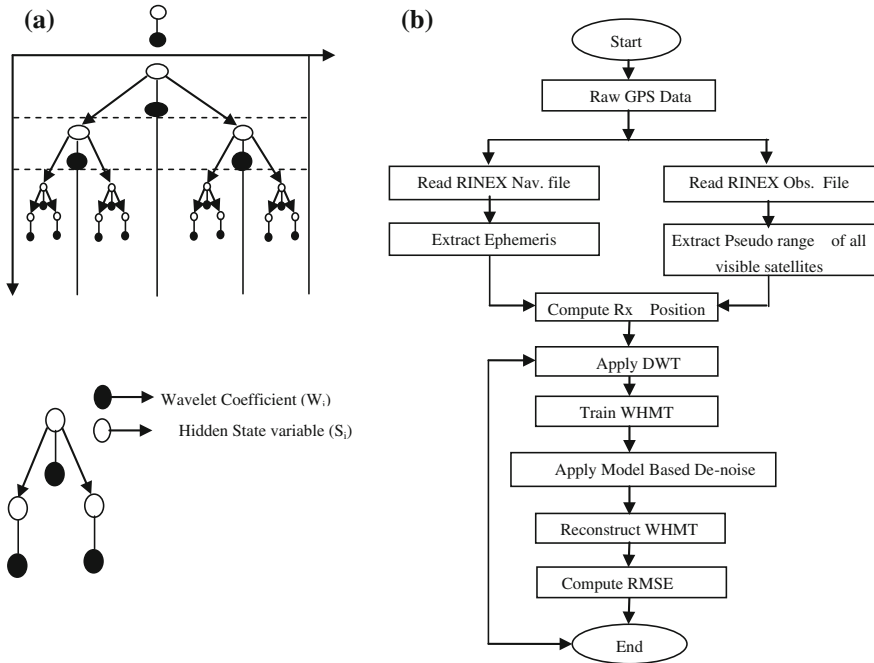 (a)
Wavelet Coefficient (Wi)
Hidden State variable (Si)
(b)
Start
Raw GPS Data
Read RINEX Nav. file
Read RINEX Obs. File
Extract Ephemeris
Extract Pseudo range of all
visible satellites
Compute Rx Position
Apply DWT
Train WHMT
Apply Model Based De-noise
Reconstruct WHMT
Compute RMSE
End